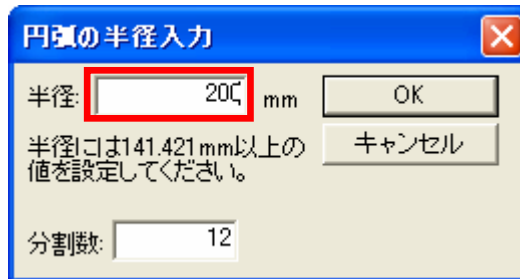 円弧の半径入力
半径: 200 mm
OK
半径には141.421mm以上の
値を設定してください。
キャンセル
分割数: 12